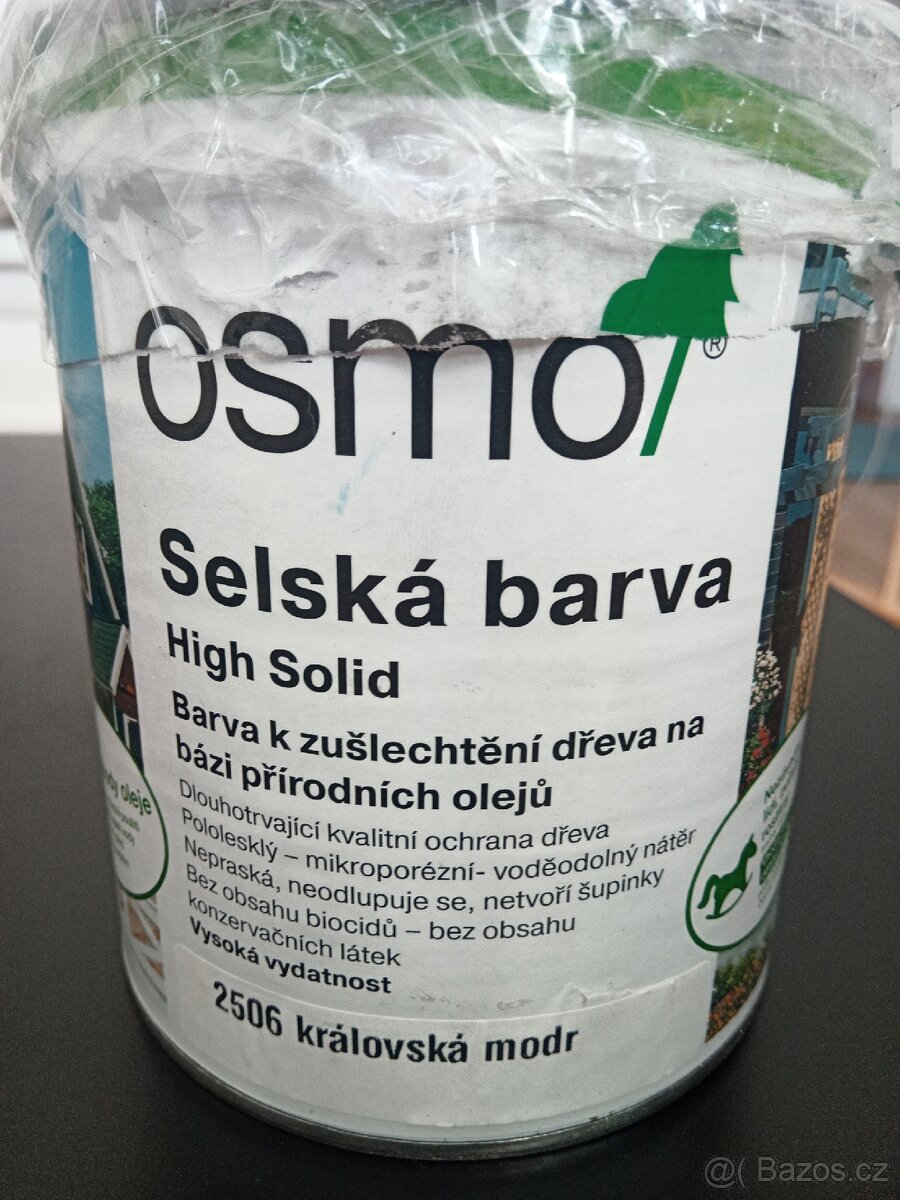 osmo
®
Selská barva
High Solid
Barva k zušlechtění dřeva na
bázi přírodních olejů
Dlouhotrvající kvalitní ochrana dřeva
Pololesklý – mikroporézní- voděodolný nátěr
Nepraská, neodlupuje se, netvoří šupinky
Bez obsahu biocidů – bez obsahu
konzervačních látek
Vysoká vydatnost
2506 královská modr
oleje
@( Bazos.cz